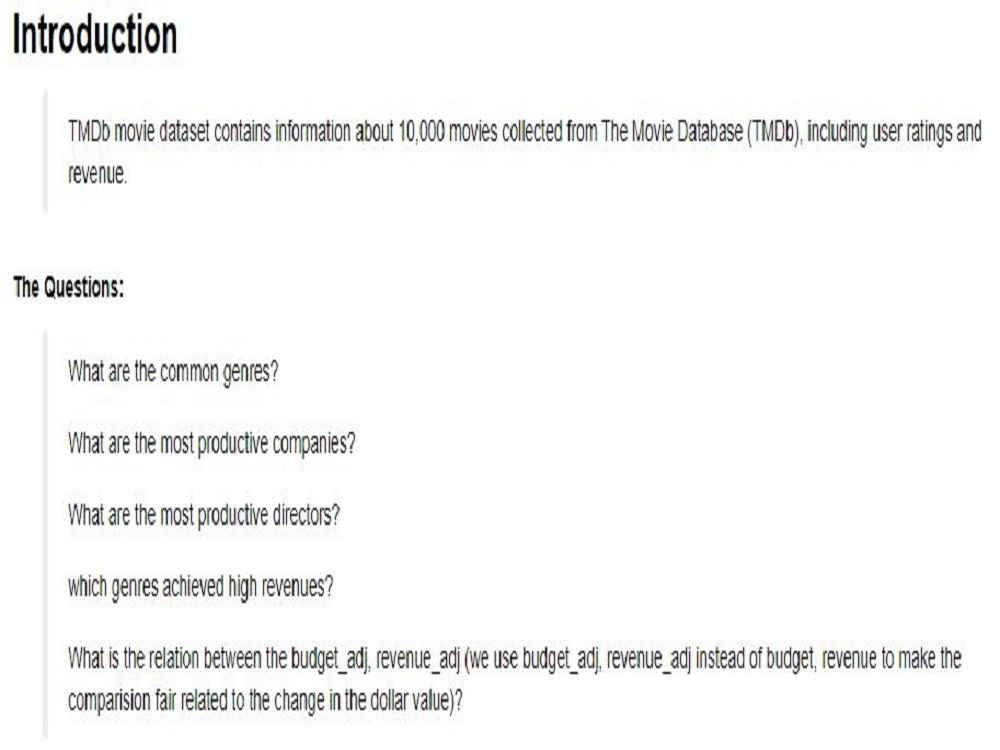 Introduction
TMDb movie dataset contains information about 10,000 movies collected from The Movie Database (TMDb), including user ratings and
revenue.
The Questions:
What are the common genres?
What are the most productive companies?
What are the most productive directors?
which genres achieved high revenues?
What is the relation between the budget_adj, revenue_adj (we use budget_adj, revenue_adj instead of budget, revenue to make the
comparision fair related to the change in the dollar value)?